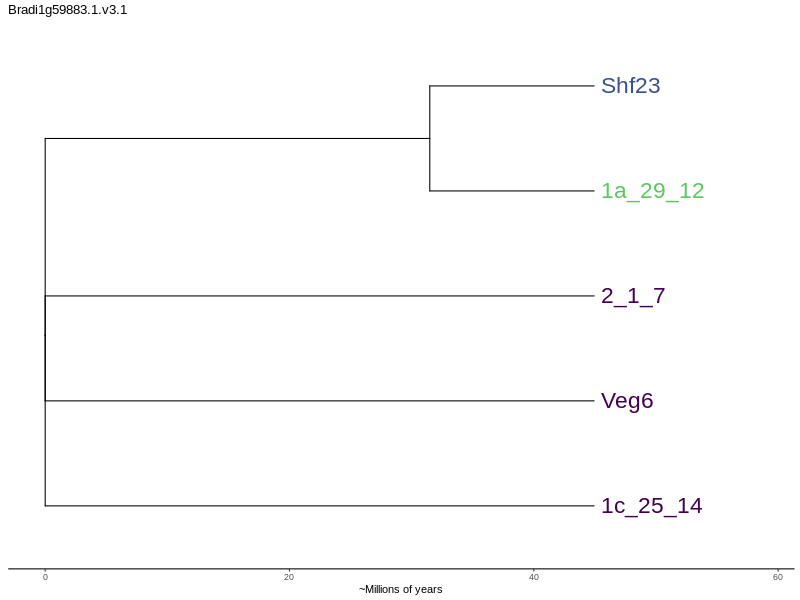 Bradi1g59883.1.v3.1
Shf23
1a_29_12
2_1_7
Veg6
1c_25_14
0 20 40 60
~Millions of years